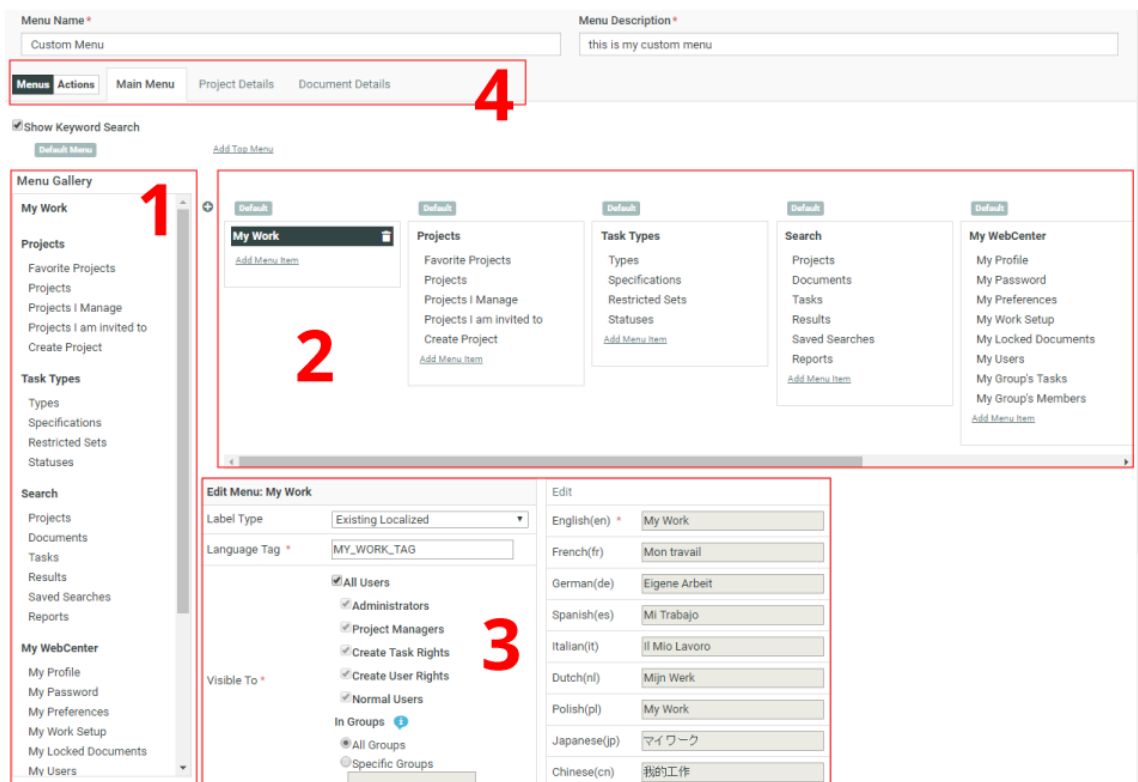 Menu Name *
Custom Menu
Menu Description *
this is my custom menu
Menus Actions Main Menu Project Details Document Details
4
Show Keyword Search
Default Menu
Add Top Menu
Menu Gallery
1
My Work
Projects
Favorite Projects
Projects
Projects I Manage
Projects I am invited to
Create Project
Task Types
Types
Specifications
Restricted Sets
Statuses
Search
Projects
Documents
Tasks
Results
Saved Searches
Reports
My WebCenter
My Profile
My Password
My Preferences
My Work Setup
My Locked Documents
My Users
Default
My Work
Add Menu Item
2
Default
Projects
Favorite Projects
Projects
Projects I Manage
Projects I am invited to
Create Project
Add Menu Item
Default
Task Types
Types
Specifications
Restricted Sets
Statuses
Add Menu Item
Default
Search
Projects
Documents
Tasks
Results
Saved Searches
Reports
Add Menu Item
Default
My WebCenter
My Profile
My Password
My Preferences
My Work Setup
My Locked Documents
My Users
My Group's Tasks
My Group's Members
Add Menu Item
Edit Menu: My Work
Label Type Existing Localized
Language Tag * MY_WORK_TAG
Visible To *
All Users
Administrators
Project Managers
Create Task Rights
Create User Rights
Normal Users
In Groups
All Groups
Specific Groups
3
Edit
English(en) * My Work
French(fr) Mon travail
German(de) Eigene Arbeit
Spanish(es) Mi Trabajo
Italian(it) Il Mio Lavoro
Dutch(nl) Mijn Werk
Polish(pl) My Work
Japanese(jp) マイワーク
Chinese(cn) 我的工作